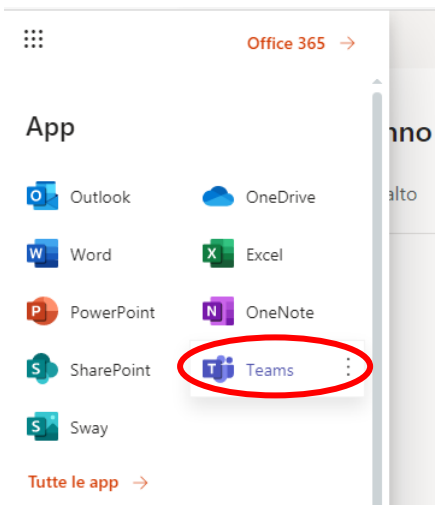 Office 365 →
App
nno
Outlook
OneDrive
alto
Word
Excel
PowerPoint
OneNote
SharePoint
Teams
Sway
Tutte le app →